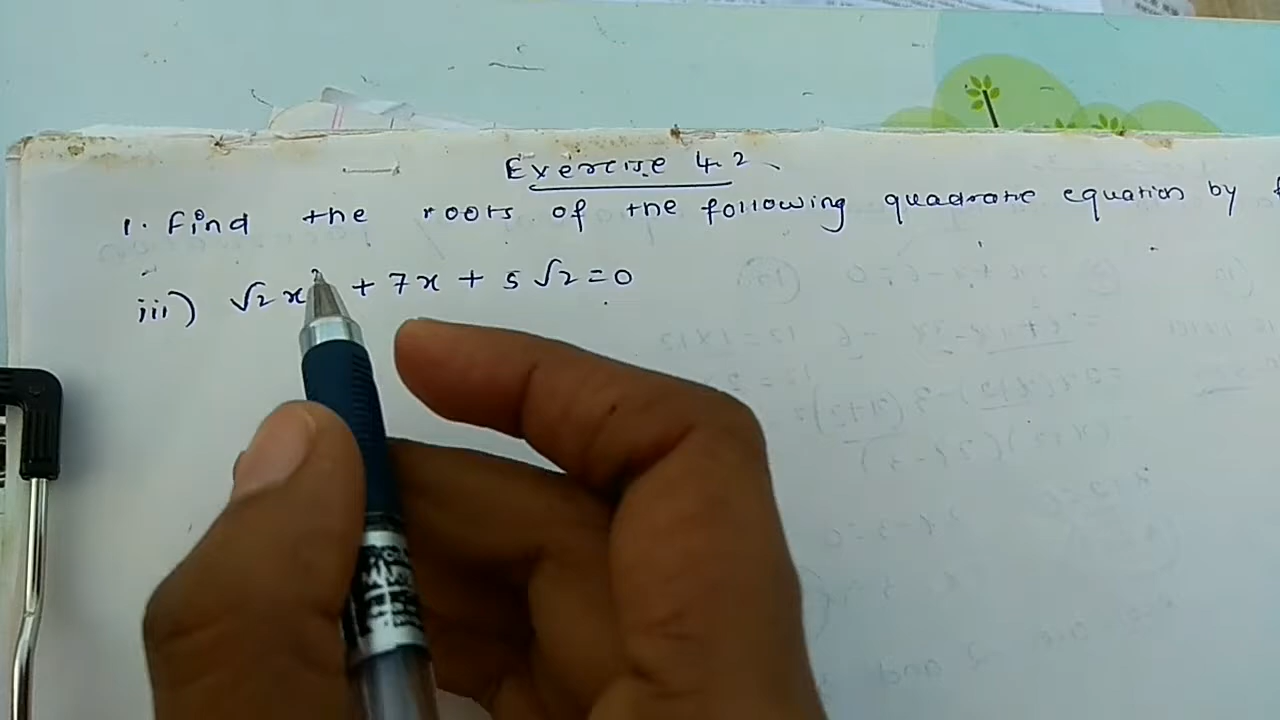 Exercise 4.2
1. Find the roots of the following quadratic equation by
iii) √2 x² + 7x + 5 √2 = 0